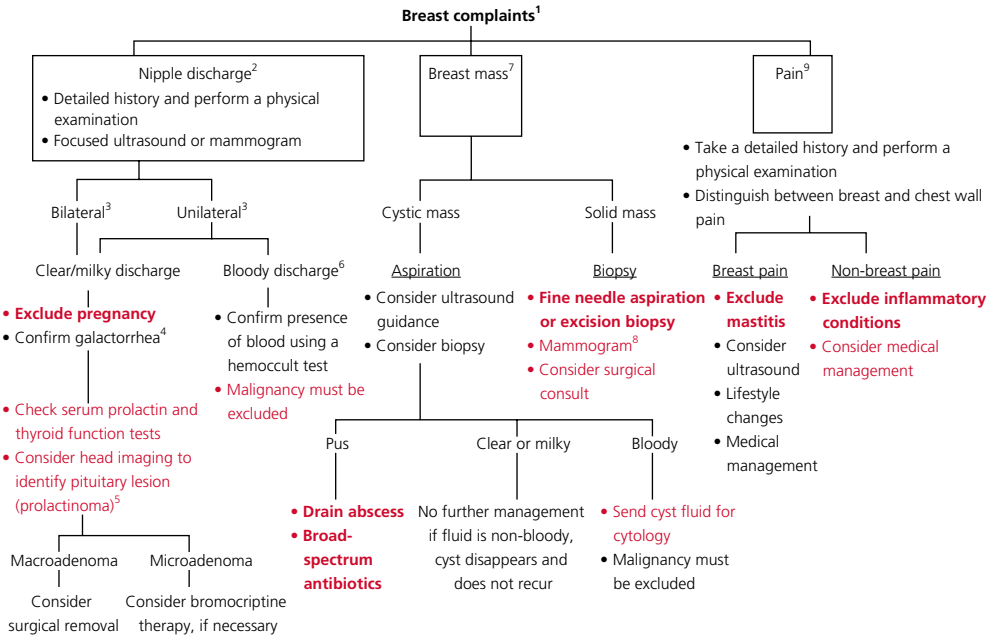 Breast complaints1
Nipple discharge2
• Detailed history and perform a physical
examination
• Focused ultrasound or mammogram
Breast mass7
Pain9
• Take a detailed history and perform a
physical examination
• Distinguish between breast and chest wall
pain
Bilateral3
Unilateral3
Clear/milky discharge
• Exclude pregnancy
• Confirm galactorrhea4
• Check serum prolactin and
thyroid function tests
• Consider head imaging to
identify pituitary lesion
(prolactinoma)5
Macroadenoma
Consider
surgical removal
Microadenoma
Consider bromocriptine
therapy, if necessary
Bloody discharge6
• Confirm presence
of blood using a
hemoccult test
• Malignancy must be
excluded
Cystic mass
Solid mass
Aspiration
• Consider ultrasound
guidance
• Consider biopsy
Biopsy
• Fine needle aspiration
or excision biopsy
• Mammogram8
• Consider surgical
consult
Pus
• Drain abscess
• Broad-
spectrum
antibiotics
Clear or milky
No further management
if fluid is non-bloody,
cyst disappears and
does not recur
Bloody
• Send cyst fluid for
cytology
• Malignancy must
be excluded
Breast pain
• Exclude
mastitis
• Consider
ultrasound
• Lifestyle
changes
• Medical
management
Non-breast pain
• Exclude inflammatory
conditions
• Consider medical
management